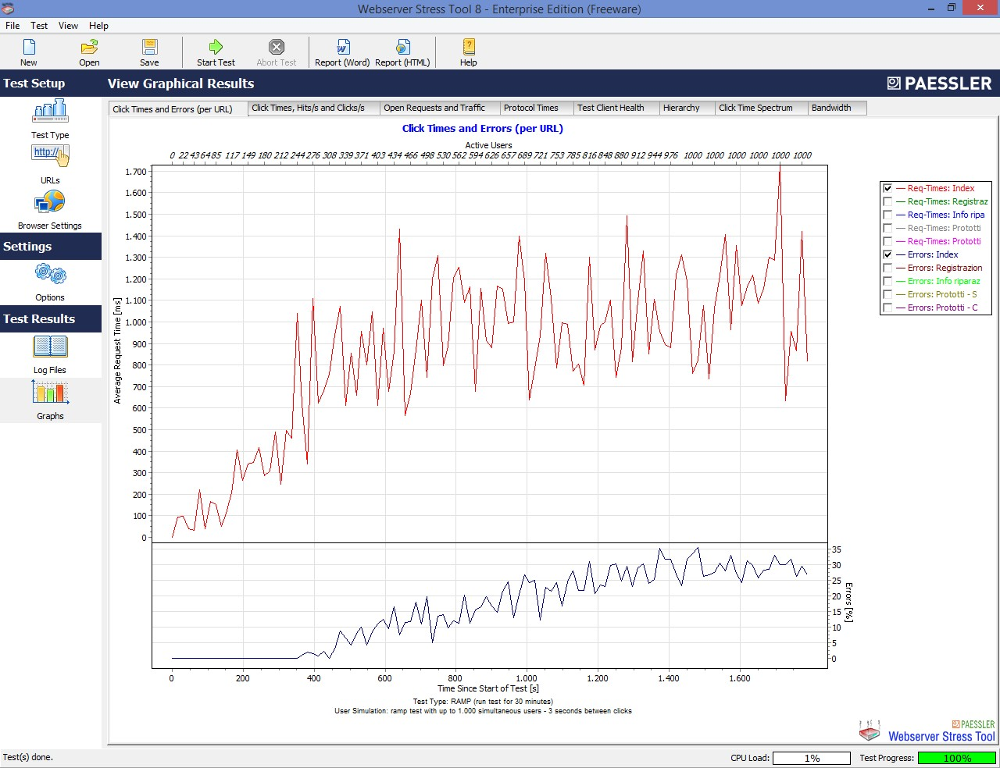 Webserver Stress Tool 8 - Enterprise Edition (Freeware)
File Test View Help
New Open Save Start Test Abort Test Report (Word) Report (HTML) Help
Test Setup
View Graphical Results
PAESSLER
Click Times and Errors (per URL) Click Times, Hits/s and Clicks/s Open Requests and Traffic Protocol Times Test Client Health Hierarchy Click Time Spectrum Bandwidth
Test Type
http://
URLs
Browser Settings
Settings
Options
Test Results
Log Files
Graphs
Click Times and Errors (per URL)
Active Users
0 22 43 64 85 117 149 180 212 244 276 308 339 371 403 434 466 498 530 562 594 626 657 689 721 753 785 816 848 880 912 944 976 1000 1000 1000 1000 1000 1000
1.700
1.600
1.500
1.400
1.300
1.200
1.100
1.000
900
800
700
600
500
400
300
200
100
0
Average Request Time [ms]
35
30
25
20
15
10
5
0
Errors [%]
0 200 400 600 800 1.000 1.200 1.400 1.600
Time Since Start of Test [s]
Test Type: RAMP (run test for 30 minutes)
User Simulation: ramp test with up to 1.000 simultaneous users - 3 seconds between clicks
Req-Times: Index
Req-Times: Registraz
Req-Times: Info ripa
Req-Times: Prototti
Req-Times: Prototti
Errors: Index
Errors: Registrazion
Errors: Info riparaz
Errors: Prototti - S
Errors: Prototti - C
PAESSLER
Webserver Stress Tool
Test(s) done.
CPU Load: 1% Test Progress: 100%